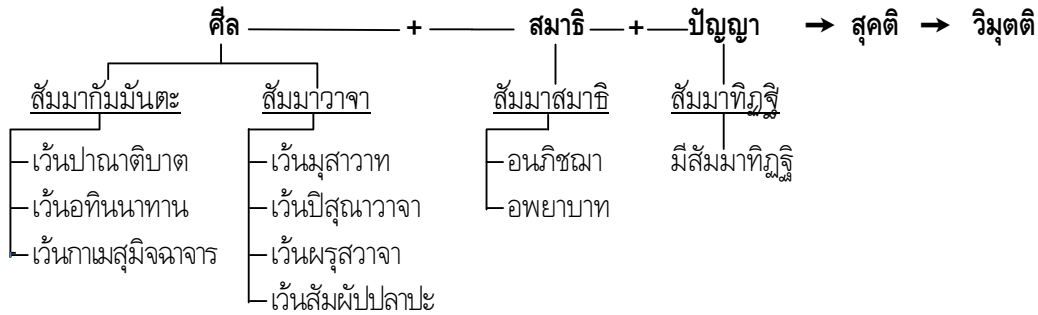 ศีล + สมาธิ + ปัญญา → สุคติ → วิมุตติ
สัมมากัมมันตะ สัมมาวาจา สัมมาสมาธิ สัมมาทิฏฐิ
เว้นปาณาติบาต เว้นมุสาวาท อนภิชฌา มีสัมมาทิฏฐิ
เว้นอทินนาทาน เว้นปิสุณาวาจา อพยาบาท
เว้นกาเมสุมิจฉาจาร เว้นผรุสวาจา
เว้นสัมผัปปลาปะ